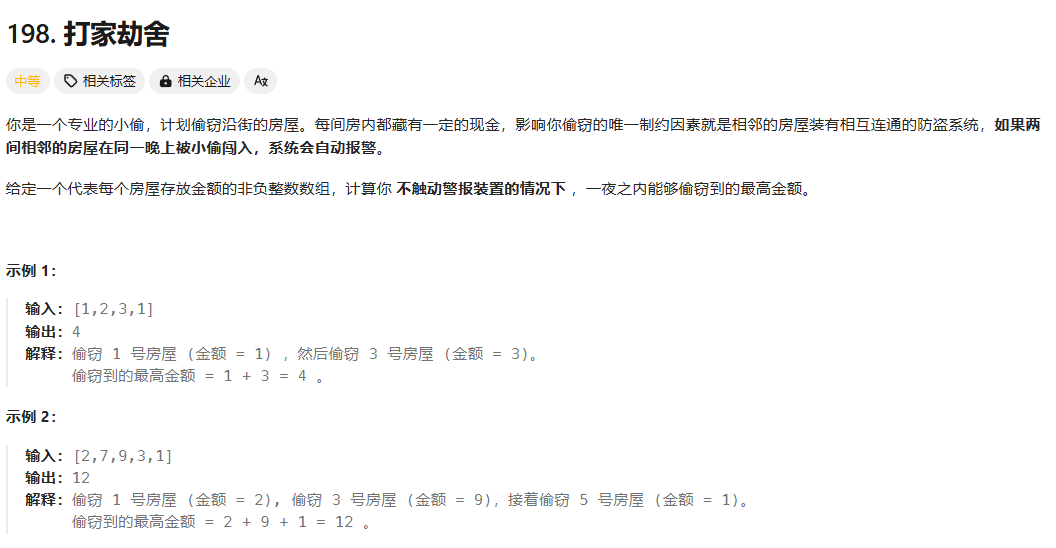 198. 打家劫舍
中等 相关标签 相关企业
你是一个专业的小偷，计划偷窃沿街的房屋。每间房内都藏有一定的现金，影响你偷窃的唯一制约因素就是相邻的房屋装有相互连通的防盗系统，如果两
间相邻的房屋在同一晚上被小偷闯入，系统会自动报警。
给定一个代表每个房屋存放金额的非负整数数组，计算你 不触动警报装置的情况下 ，一夜之内能够偷窃到的最高金额。
示例 1：
输入：[1,2,3,1]
输出：4
解释：偷窃 1 号房屋 (金额 = 1) ，然后偷窃 3 号房屋 (金额 = 3)。
偷窃到的最高金额 = 1 + 3 = 4 。
示例 2：
输入：[2,7,9,3,1]
输出：12
解释：偷窃 1 号房屋 (金额 = 2), 偷窃 3 号房屋 (金额 = 9)，接着偷窃 5 号房屋 (金额 = 1)。
偷窃到的最高金额 = 2 + 9 + 1 = 12 。